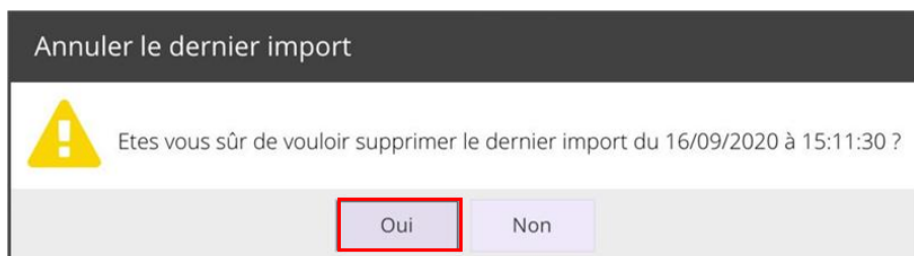 Annuler le dernier import
Etes vous sûr de vouloir supprimer le dernier import du 16/09/2020 à 15:11:30 ?
Oui Non